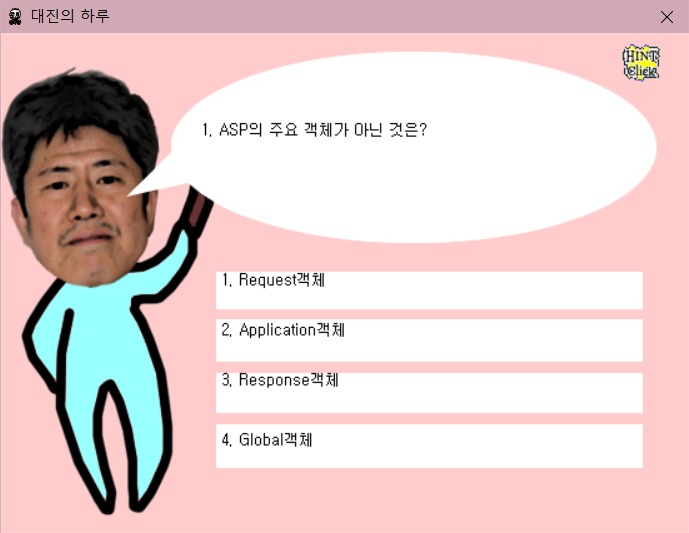 대진의 하루
HINT
Click
1. ASP의 주요 객체가 아닌 것은?
1. Request객체
2. Application객체
3. Response객체
4. Global객체